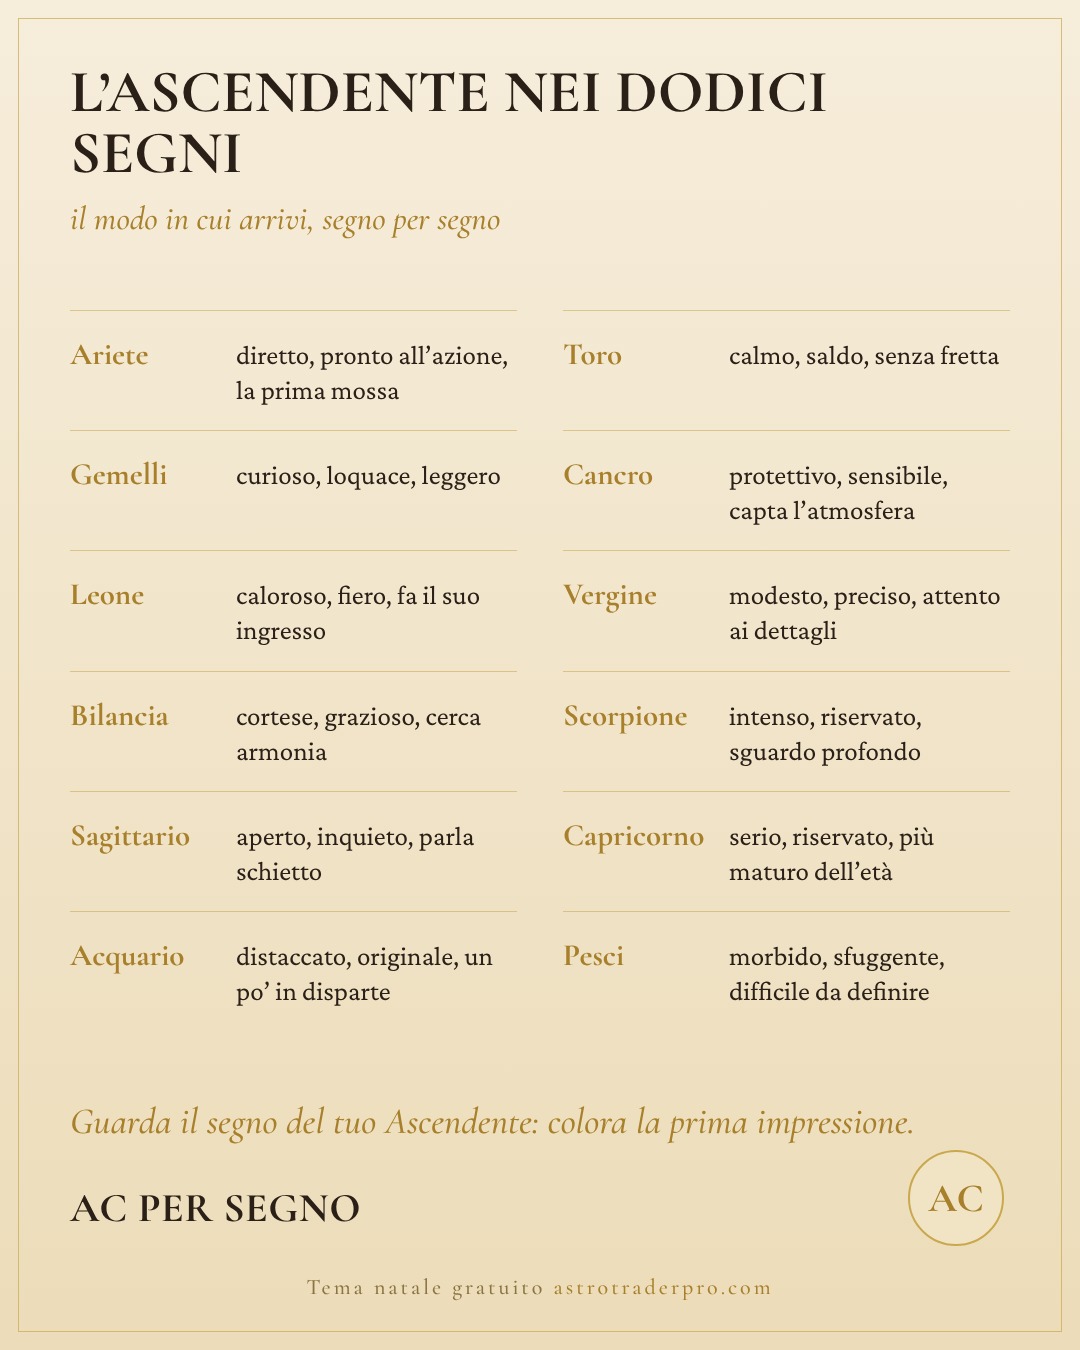 L’ASCENDENTE NEI DODICI
SEGNI
il modo in cui arrivi, segno per segno
Ariete
diretto, pronto all’azione,
la prima mossa
Toro
calmo, saldo, senza fretta
Gemelli
curioso, loquace, leggero
Cancro
protettivo, sensibile,
capta l’atmosfera
Leone
caloroso, fiero, fa il suo
ingresso
Vergine
modesto, preciso, attento
ai dettagli
Bilancia
cortese, grazioso, cerca
armonia
Scorpione
intenso, riservato,
sguardo profondo
Sagittario
aperto, inquieto, parla
schietto
Capricorno
serio, riservato, più
maturo dell’età
Acquario
distaccato, originale, un
po’ in disparte
Pesci
morbido, sfuggente,
difficile da definire
Guarda il segno del tuo Ascendente: colora la prima impressione.
AC PER SEGNO
AC
Tema natale gratuito astrotraderpro.com